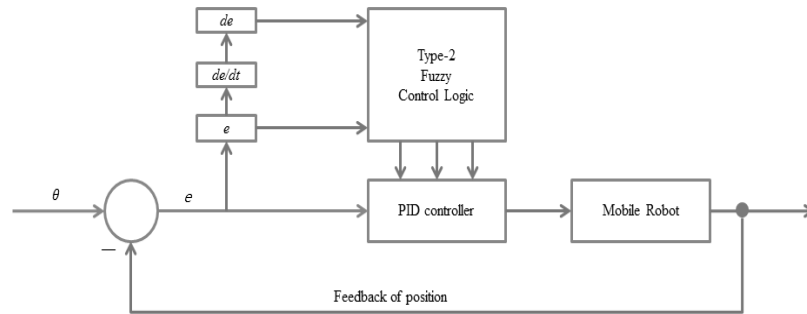 de
de/dt
e
Type-2
Fuzzy
Control Logic
θ
e
PID controller
Mobile Robot
—
Feedback of position